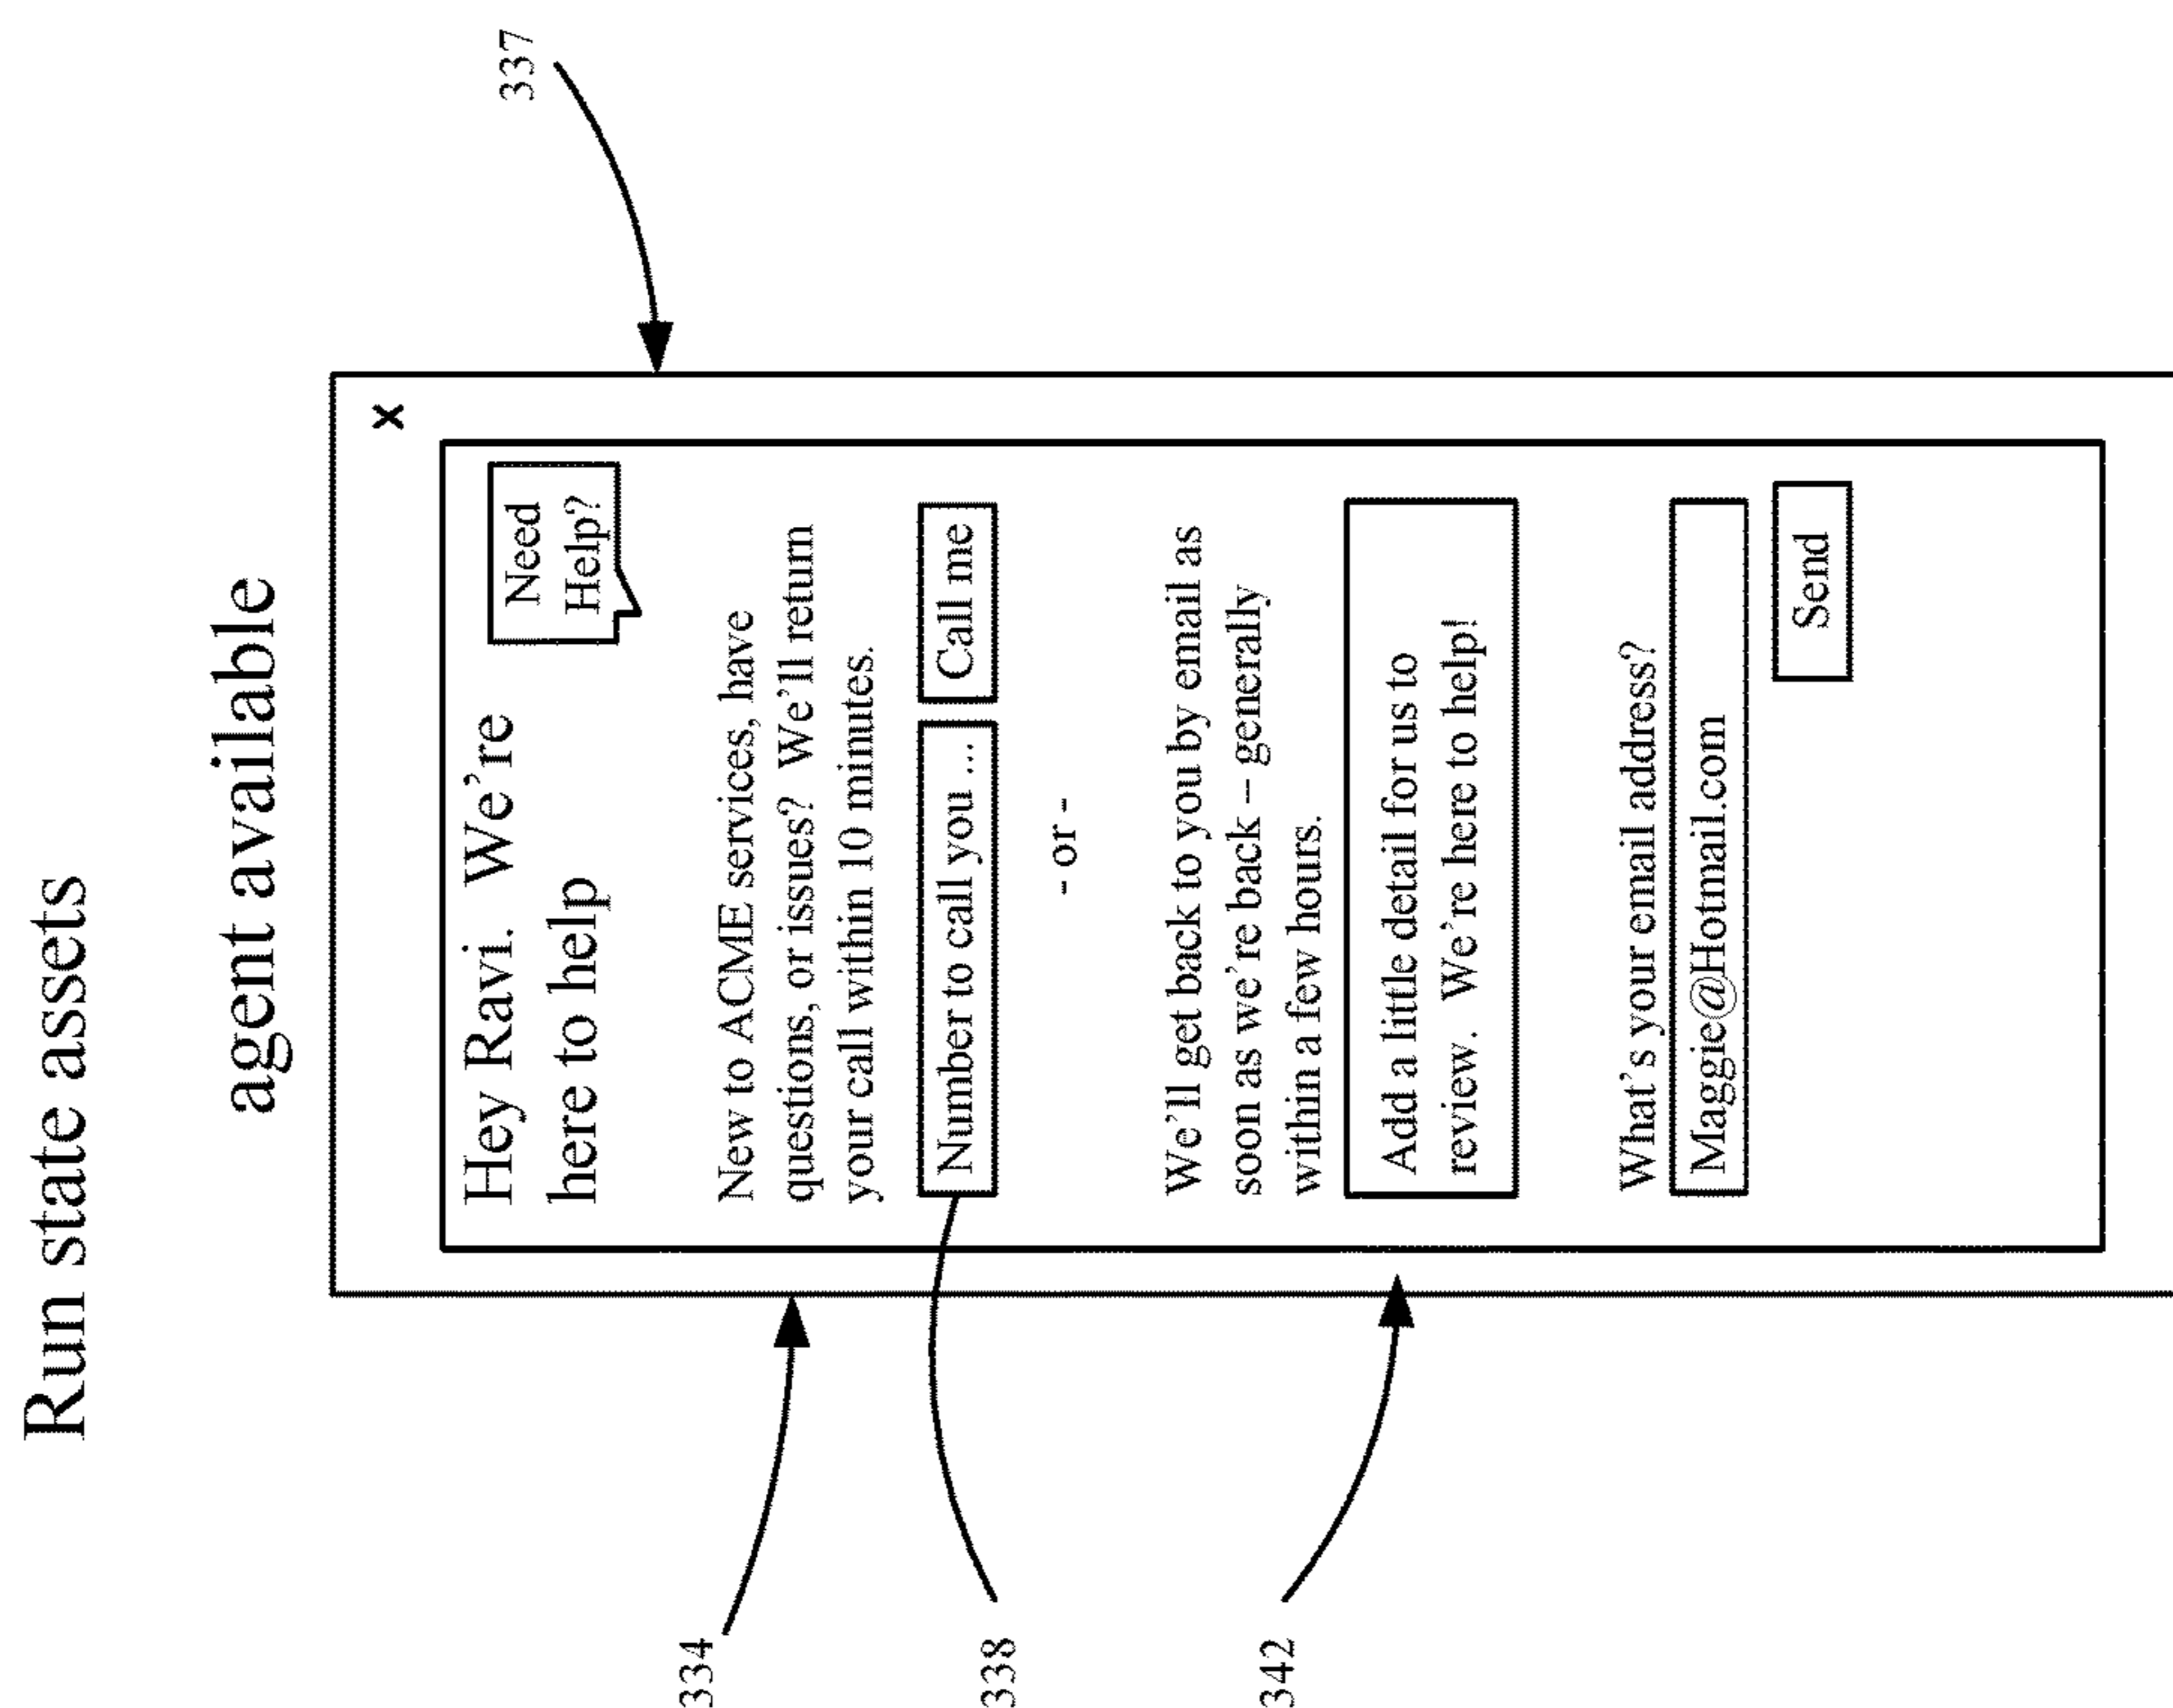 Run state assets
agent available
337
x
Hey Ravi.  We're
here to help
Need
Help?
334
New to ACME services, have
questions, or issues?  We'll return
your call within 10 minutes.
338
Number to call you ...
Call me
- or -
342
We'll get back to you by email as
soon as we're back – generally
within a few hours.
Add a little detail for us to
review.  We're here to help!
What's your email address?
Maggie@Hotmail.com
Send